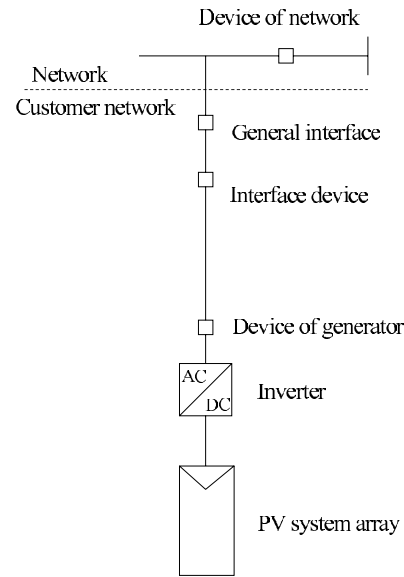 Device of network
Network
Customer network
General interface
Interface device
Device of generator
AC
DC
Inverter
PV system array